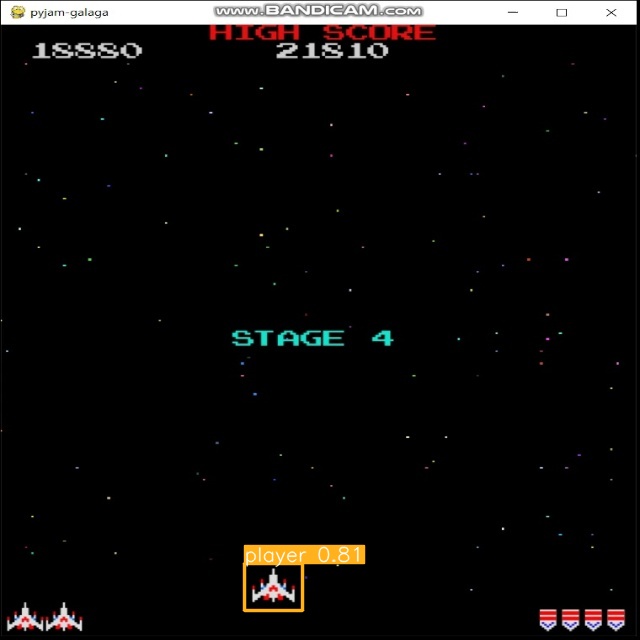 pyjam-galaga
www.BANDICAM.com
HIGH SCORE
18880 21810
STAGE 4
player 0.81